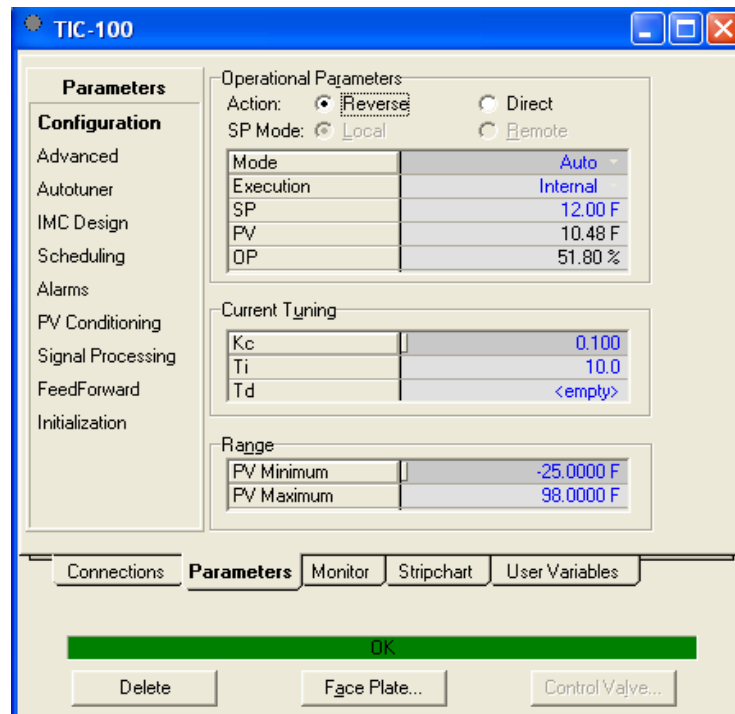 TIC-100
Parameters
Configuration
Advanced
Autotuner
IMC Design
Scheduling
Alarms
PV Conditioning
Signal Processing
FeedForward
Initialization
Operational Parameters
Action: Reverse Direct
SP Mode: Local Remote
Mode Auto
Execution Internal
SP 12.00 F
PV 10.48 F
OP 51.80 %
Current Tuning
Kc 0.100
Ti 10.0
Td <empty>
Range
PV Minimum -25.0000 F
PV Maximum 98.0000 F
Connections Parameters Monitor Stripchart User Variables
OK
Delete Face Plate... Control Valve...